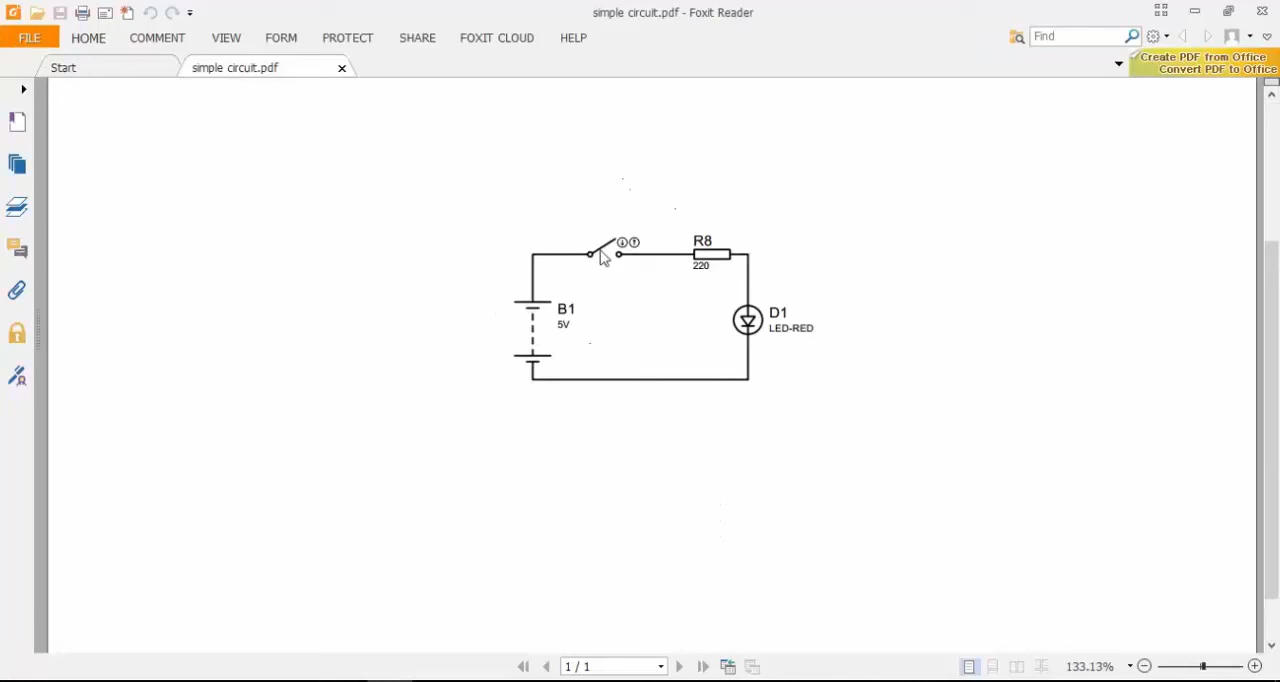 simple circuit.pdf - Foxit Reader
FILE HOME COMMENT VIEW FORM PROTECT SHARE FOXIT CLOUD HELP
Find
Start
simple circuit.pdf
Create PDF from Office
Convert PDF to Office
R8
220
B1
5V
D1
LED-RED
1 / 1
133.13%